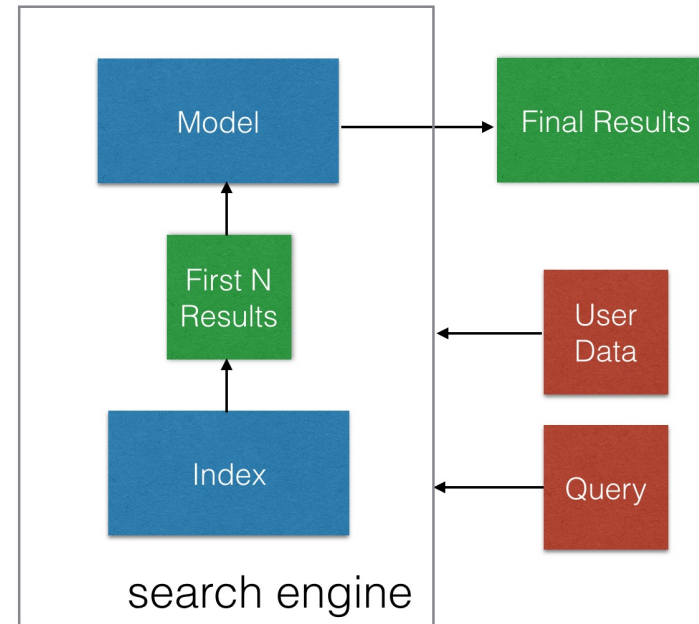 Model
Final Results
First N
Results
User
Data
Index
Query
search engine